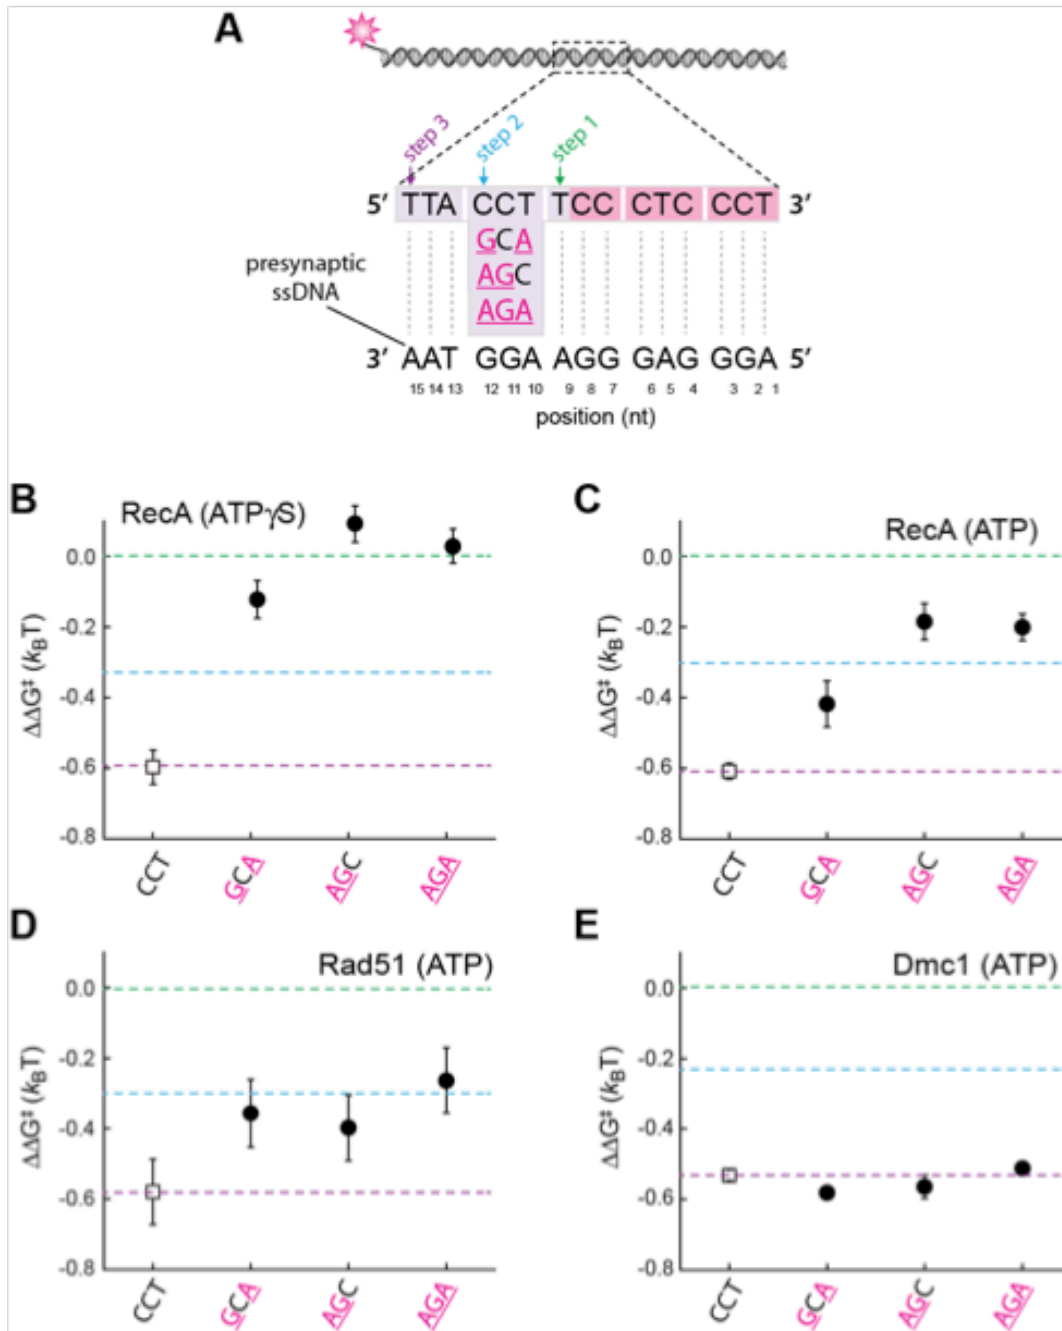 A
step 3
step 2
step 1
5' TTA CCT TCC CTC CCT 3'
GCA
AGC
AGA
presynaptic
ssDNA
3' AAT GGA AGG GAG GGA 5'
15 14 13 12 11 10 9 8 7 6 5 4 3 2 1
position (nt)
B
RecA (ATPγS)
0.0
-0.2
-0.4
-0.6
-0.8
ΔΔG‡ (kBT)
CCT
GCA
AGC
AGA
C
RecA (ATP)
0.0
-0.2
-0.4
-0.6
-0.8
ΔΔG‡ (kBT)
CCT
GCA
AGC
AGA
D
Rad51 (ATP)
0.0
-0.2
-0.4
-0.6
-0.8
ΔΔG‡ (kBT)
CCT
GCA
AGC
AGA
E
Dmc1 (ATP)
0.0
-0.2
-0.4
-0.6
-0.8
ΔΔG‡ (kBT)
CCT
GCA
AGC
AGA